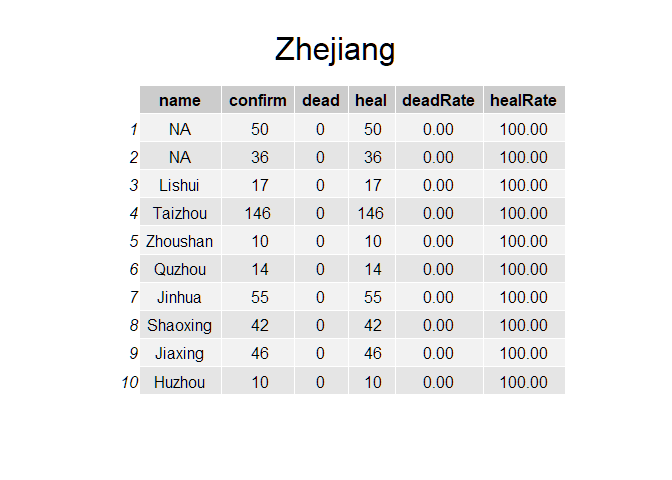 Zhejiang
name confirm dead heal deadRate healRate
1 NA 50 0 50 0.00 100.00
2 NA 36 0 36 0.00 100.00
3 Lishui 17 0 17 0.00 100.00
4 Taizhou 146 0 146 0.00 100.00
5 Zhoushan 10 0 10 0.00 100.00
6 Quzhou 14 0 14 0.00 100.00
7 Jinhua 55 0 55 0.00 100.00
8 Shaoxing 42 0 42 0.00 100.00
9 Jiaxing 46 0 46 0.00 100.00
10 Huzhou 10 0 10 0.00 100.00